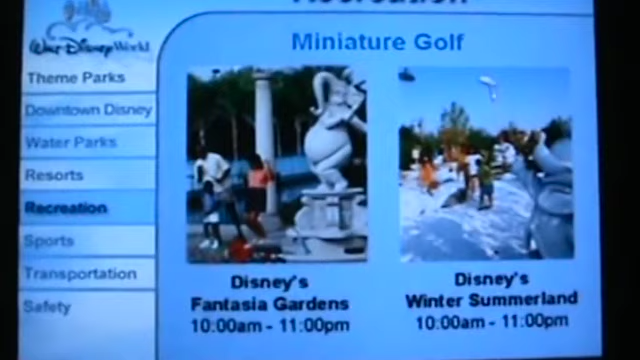 Recreation
Walt Disney World
Theme Parks
Downtown Disney
Water Parks
Resorts
Recreation
Sports
Transportation
Safety
Miniature Golf
Disney's
Fantasia Gardens
10:00am - 11:00pm
Disney's
Winter Summerland
10:00am - 11:00pm